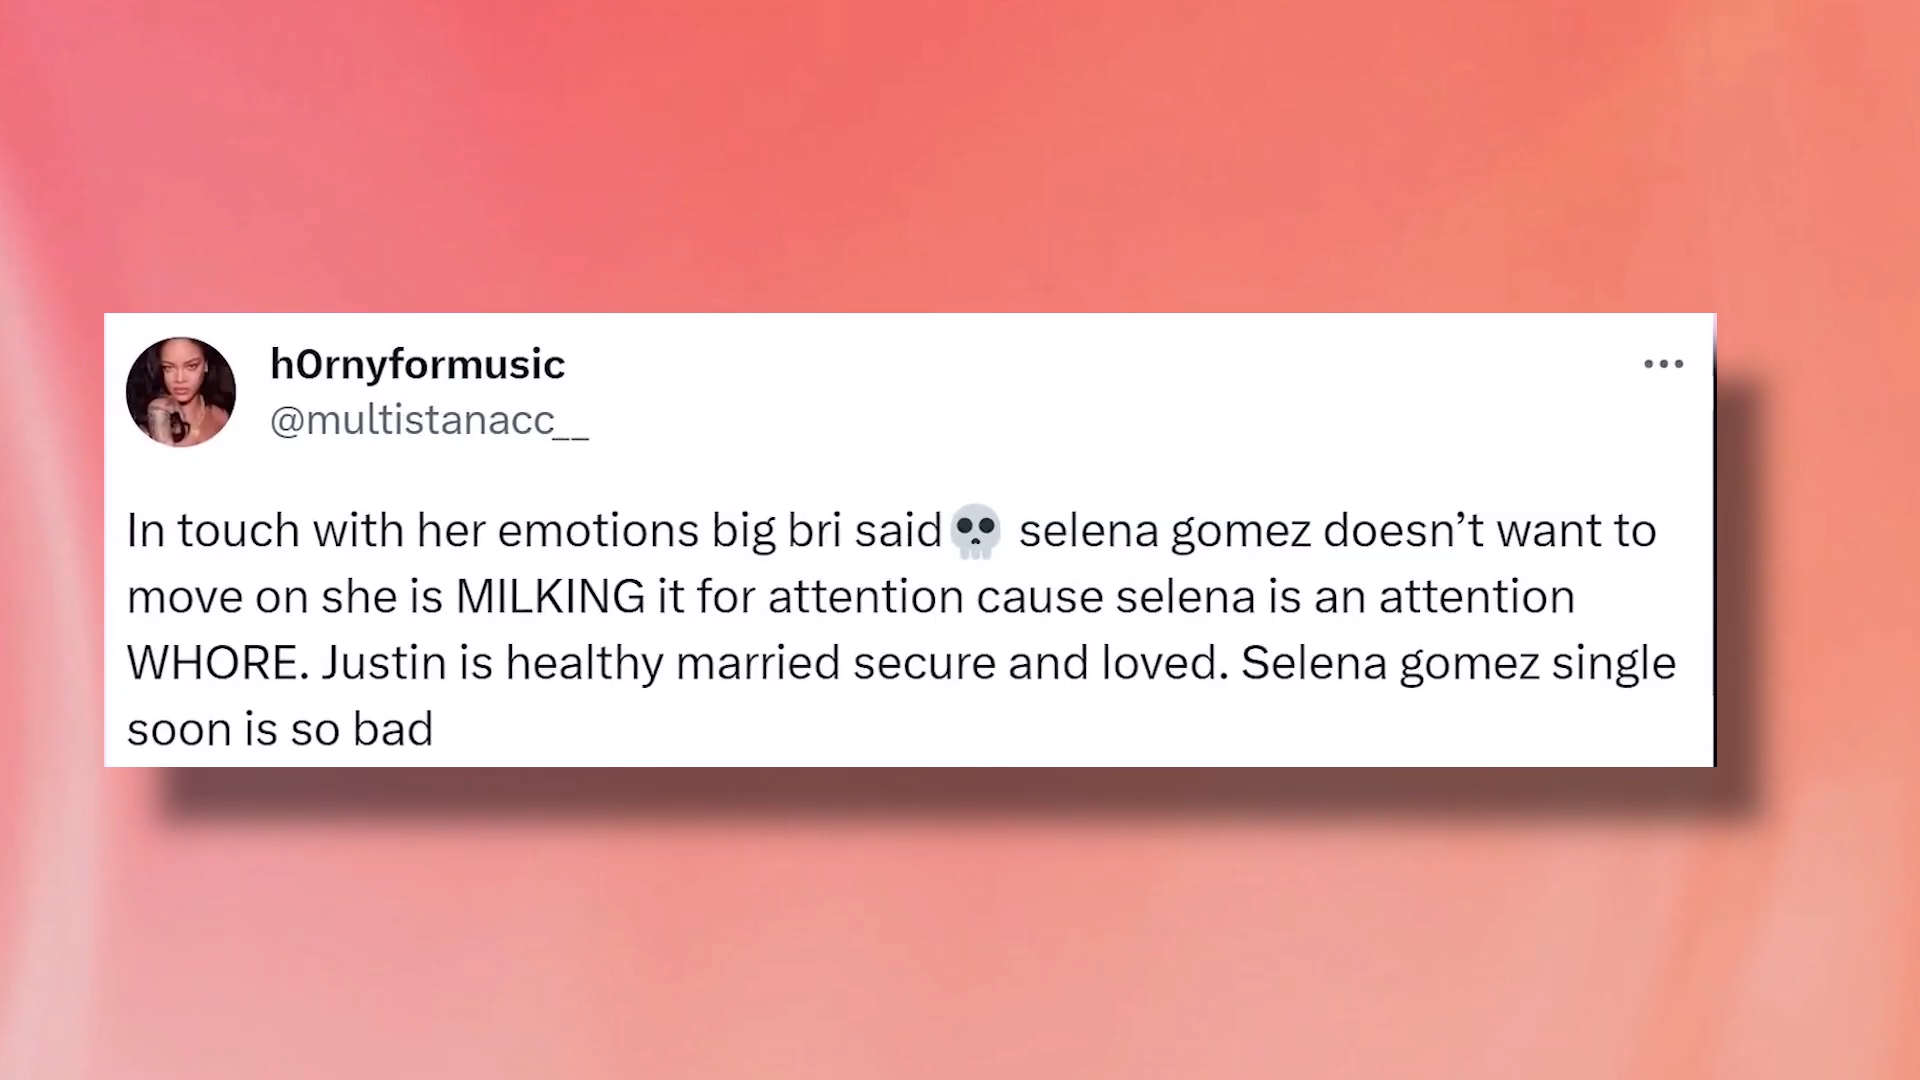 h0rnyformusic
@multistanacc__
In touch with her emotions big bri said💀 selena gomez doesn’t want to
move on she is MILKING it for attention cause selena is an attention
WHORE. Justin is healthy married secure and loved. Selena gomez single
soon is so bad